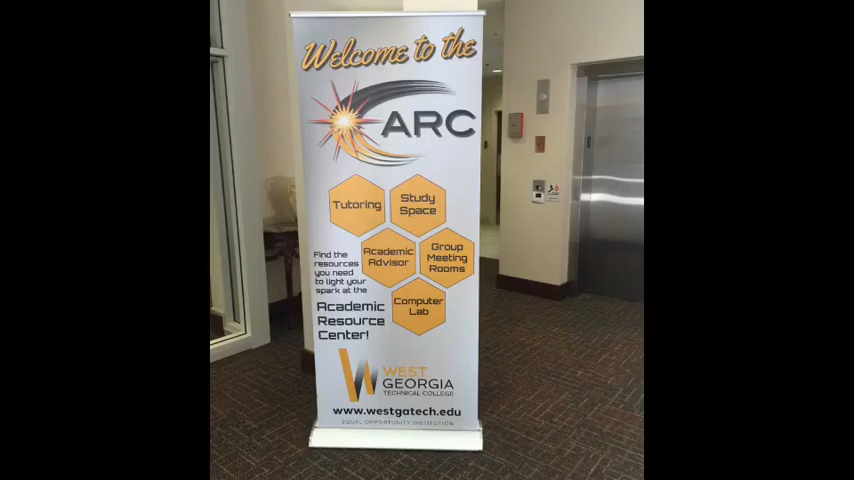 Welcome to the
ARC
Tutoring
Study
Space
Academic
Advisor
Group
Meeting
Rooms
Computer
Lab
Find the
resources
you need
to light your
spark at the
Academic
Resource
Center!
WEST
GEORGIA
TECHNICAL COLLEGE
www.westgatech.edu
EQUAL OPPORTUNITY INSTITUTION